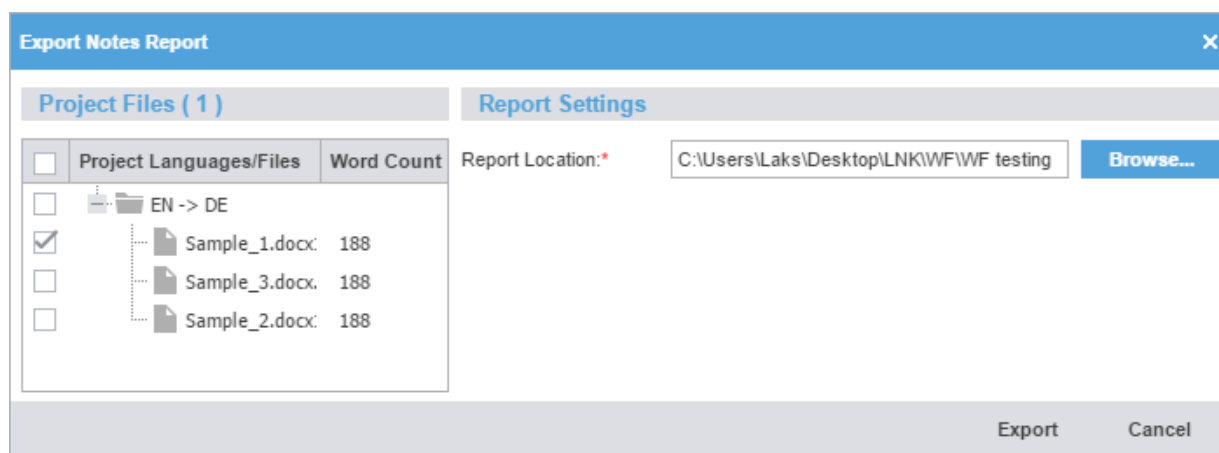 Export Notes Report
Project Files ( 1 )
Report Settings
Project Languages/Files Word Count
Report Location:* C:\Users\Laks\Desktop\LNK\WF\WF testing Browse...
EN -> DE
Sample_1.docx: 188
Sample_3.docx. 188
Sample_2.docx: 188
Export Cancel